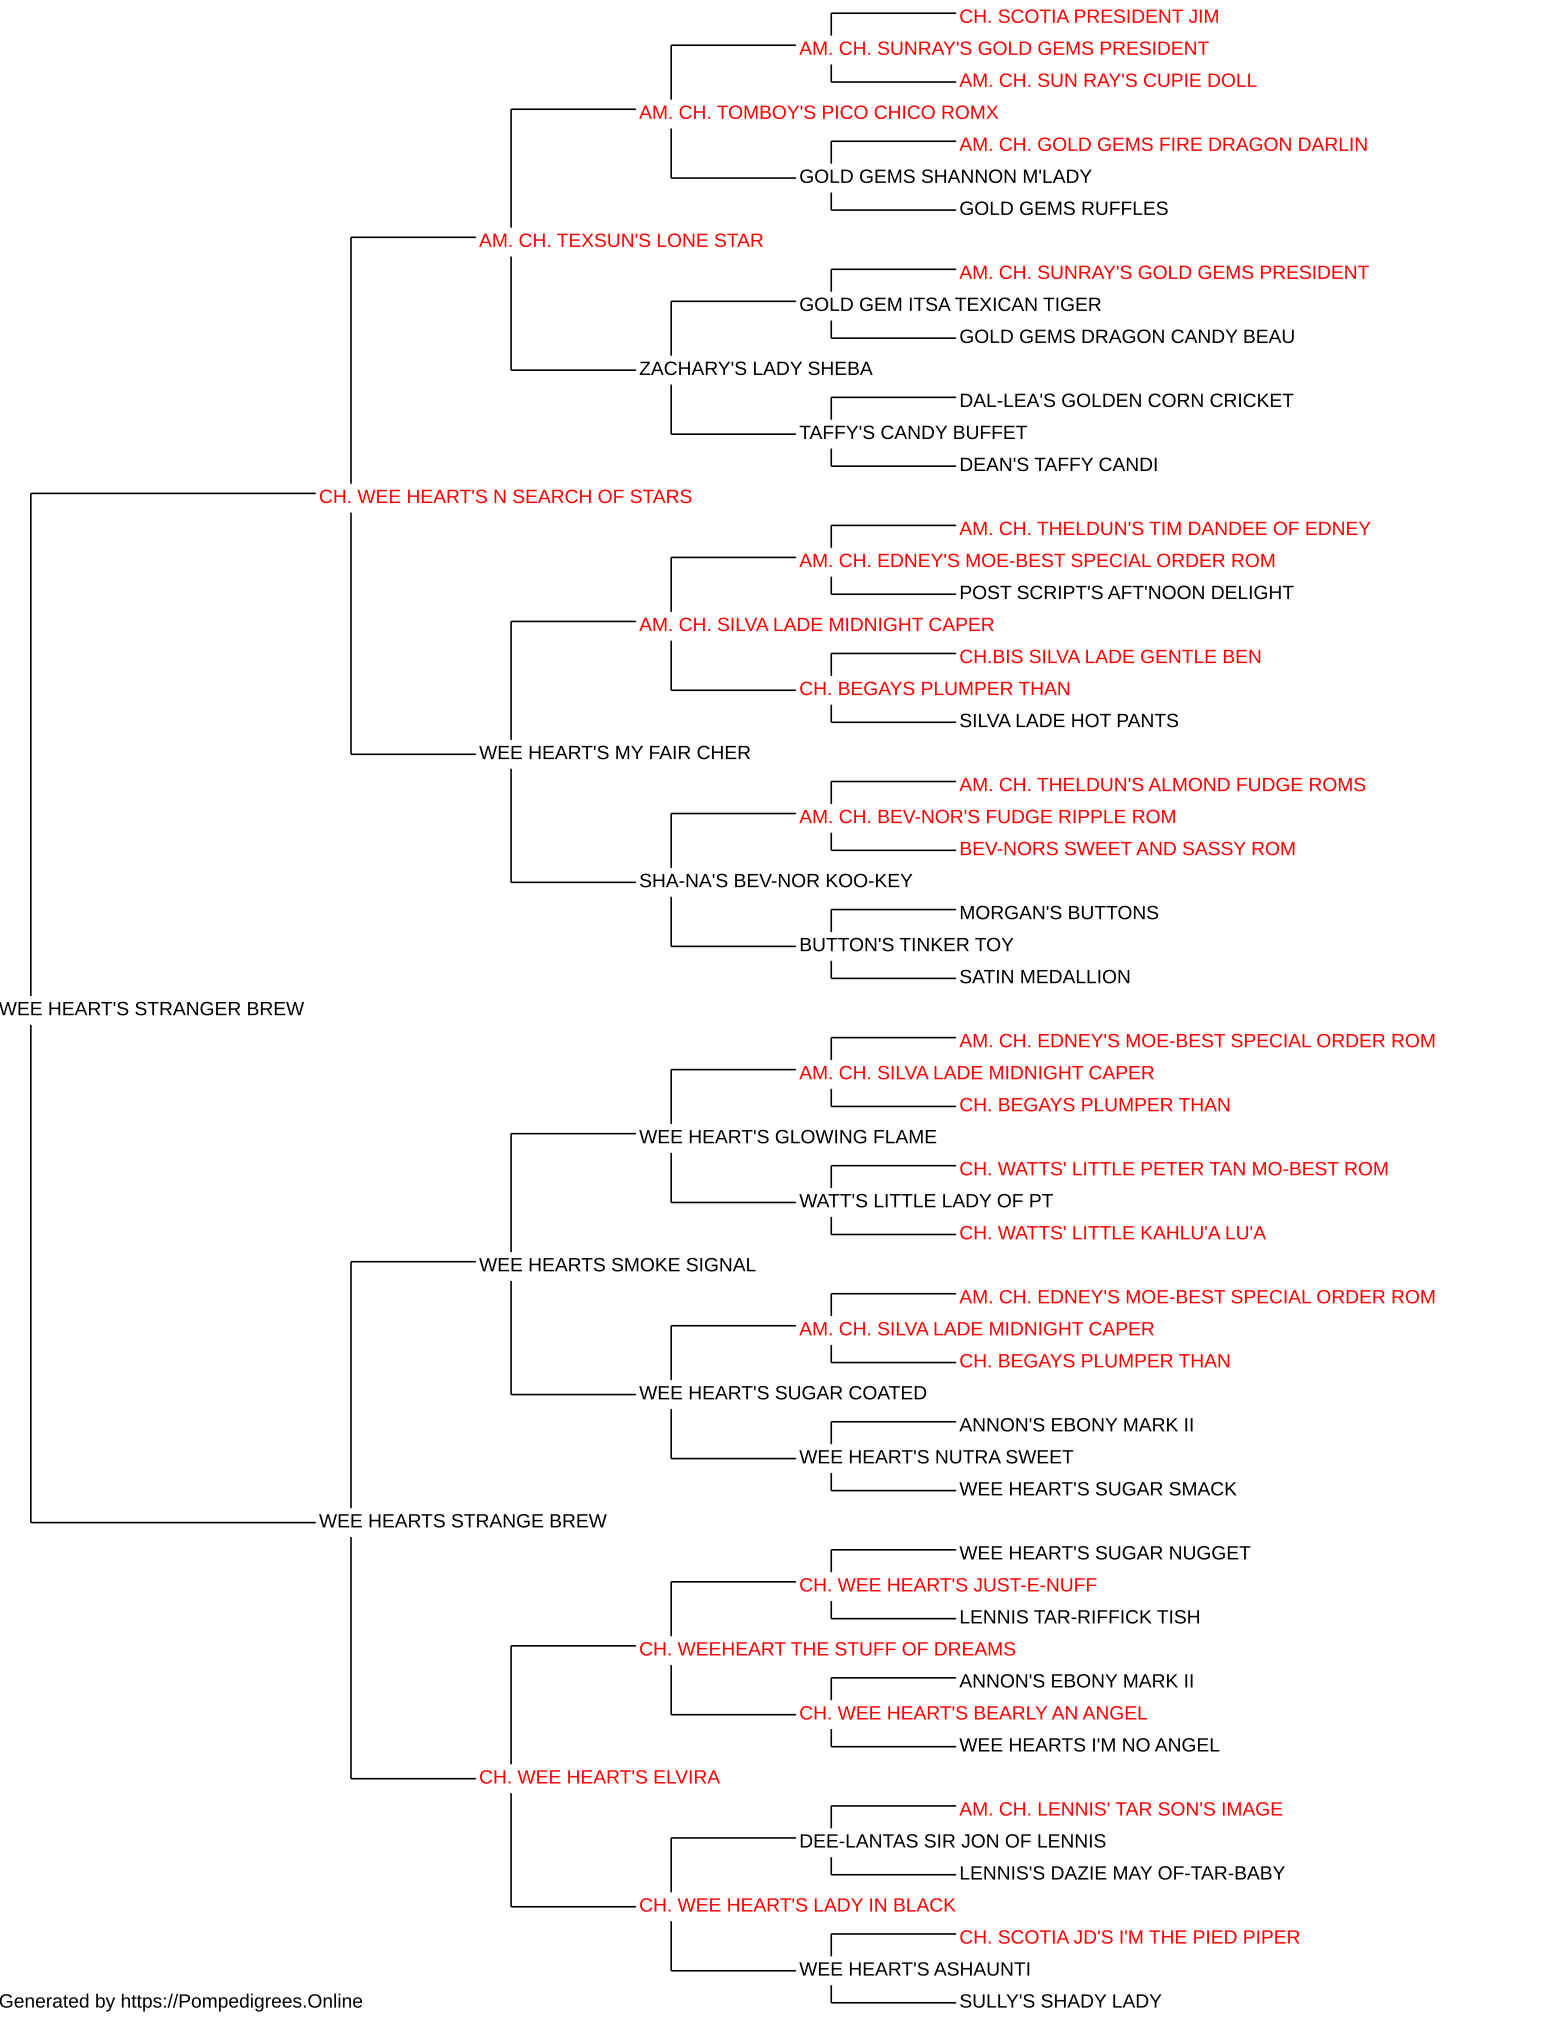 CH. SCOTIA PRESIDENT JIM
AM. CH. SUNRAY'S GOLD GEMS PRESIDENT
AM. CH. SUN RAY'S CUPIE DOLL
AM. CH. TOMBOY'S PICO CHICO ROMX
AM. CH. GOLD GEMS FIRE DRAGON DARLIN
GOLD GEMS SHANNON M'LADY
GOLD GEMS RUFFLES
AM. CH. TEXSUN'S LONE STAR
AM. CH. SUNRAY'S GOLD GEMS PRESIDENT
GOLD GEM ITSA TEXICAN TIGER
GOLD GEMS DRAGON CANDY BEAU
ZACHARY'S LADY SHEBA
DAL-LEA'S GOLDEN CORN CRICKET
TAFFY'S CANDY BUFFET
DEAN'S TAFFY CANDI
CH. WEE HEART'S N SEARCH OF STARS
AM. CH. THELDUN'S TIM DANDEE OF EDNEY
AM. CH. EDNEY'S MOE-BEST SPECIAL ORDER ROM
POST SCRIPT'S AFT'NOON DELIGHT
AM. CH. SILVA LADE MIDNIGHT CAPER
CH.BIS SILVA LADE GENTLE BEN
CH. BEGAYS PLUMPER THAN
SILVA LADE HOT PANTS
WEE HEART'S MY FAIR CHER
AM. CH. THELDUN'S ALMOND FUDGE ROMS
AM. CH. BEV-NOR'S FUDGE RIPPLE ROM
BEV-NORS SWEET AND SASSY ROM
SHA-NA'S BEV-NOR KOO-KEY
MORGAN'S BUTTONS
BUTTON'S TINKER TOY
SATIN MEDALLION
WEE HEART'S STRANGER BREW
AM. CH. EDNEY'S MOE-BEST SPECIAL ORDER ROM
AM. CH. SILVA LADE MIDNIGHT CAPER
CH. BEGAYS PLUMPER THAN
WEE HEART'S GLOWING FLAME
CH. WATTS' LITTLE PETER TAN MO-BEST ROM
WATT'S LITTLE LADY OF PT
CH. WATTS' LITTLE KAHLU'A LU'A
WEE HEARTS SMOKE SIGNAL
AM. CH. EDNEY'S MOE-BEST SPECIAL ORDER ROM
AM. CH. SILVA LADE MIDNIGHT CAPER
CH. BEGAYS PLUMPER THAN
WEE HEART'S SUGAR COATED
ANNON'S EBONY MARK II
WEE HEART'S NUTRA SWEET
WEE HEART'S SUGAR SMACK
WEE HEARTS STRANGE BREW
WEE HEART'S SUGAR NUGGET
CH. WEE HEART'S JUST-E-NUFF
LENNIS TAR-RIFFICK TISH
CH. WEEHEART THE STUFF OF DREAMS
ANNON'S EBONY MARK II
CH. WEE HEART'S BEARLY AN ANGEL
WEE HEARTS I'M NO ANGEL
CH. WEE HEART'S ELVIRA
AM. CH. LENNIS' TAR SON'S IMAGE
DEE-LANTAS SIR JON OF LENNIS
LENNIS'S DAZIE MAY OF-TAR-BABY
CH. WEE HEART'S LADY IN BLACK
CH. SCOTIA JD'S I'M THE PIED PIPER
WEE HEART'S ASHAUNTI
SULLY'S SHADY LADY
Generated by https://Pompedigrees.Online